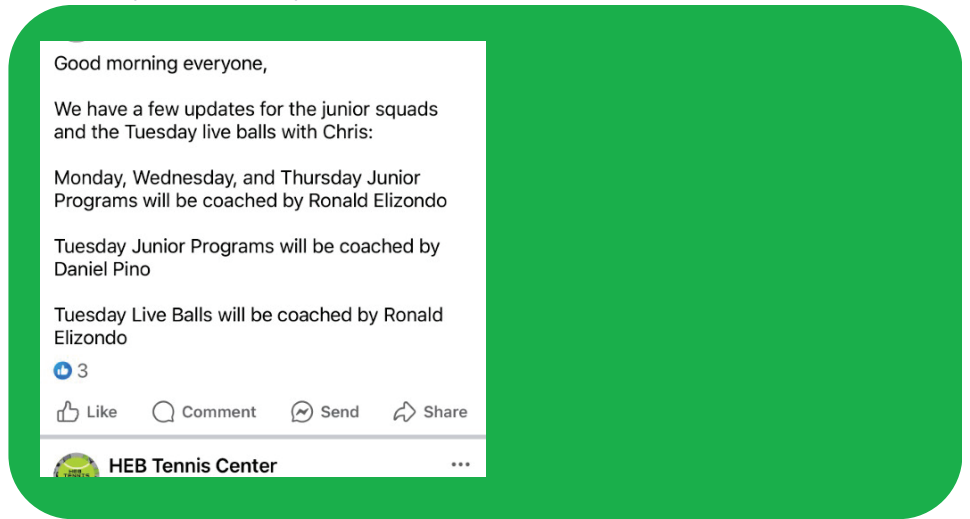 Good morning everyone,
We have a few updates for the junior squads
and the Tuesday live balls with Chris:
Monday, Wednesday, and Thursday Junior
Programs will be coached by Ronald Elizondo
Tuesday Junior Programs will be coached by
Daniel Pino
Tuesday Live Balls will be coached by Ronald
Elizondo
3
Like Comment Send Share
HEB Tennis Center
HEB
TENNIS